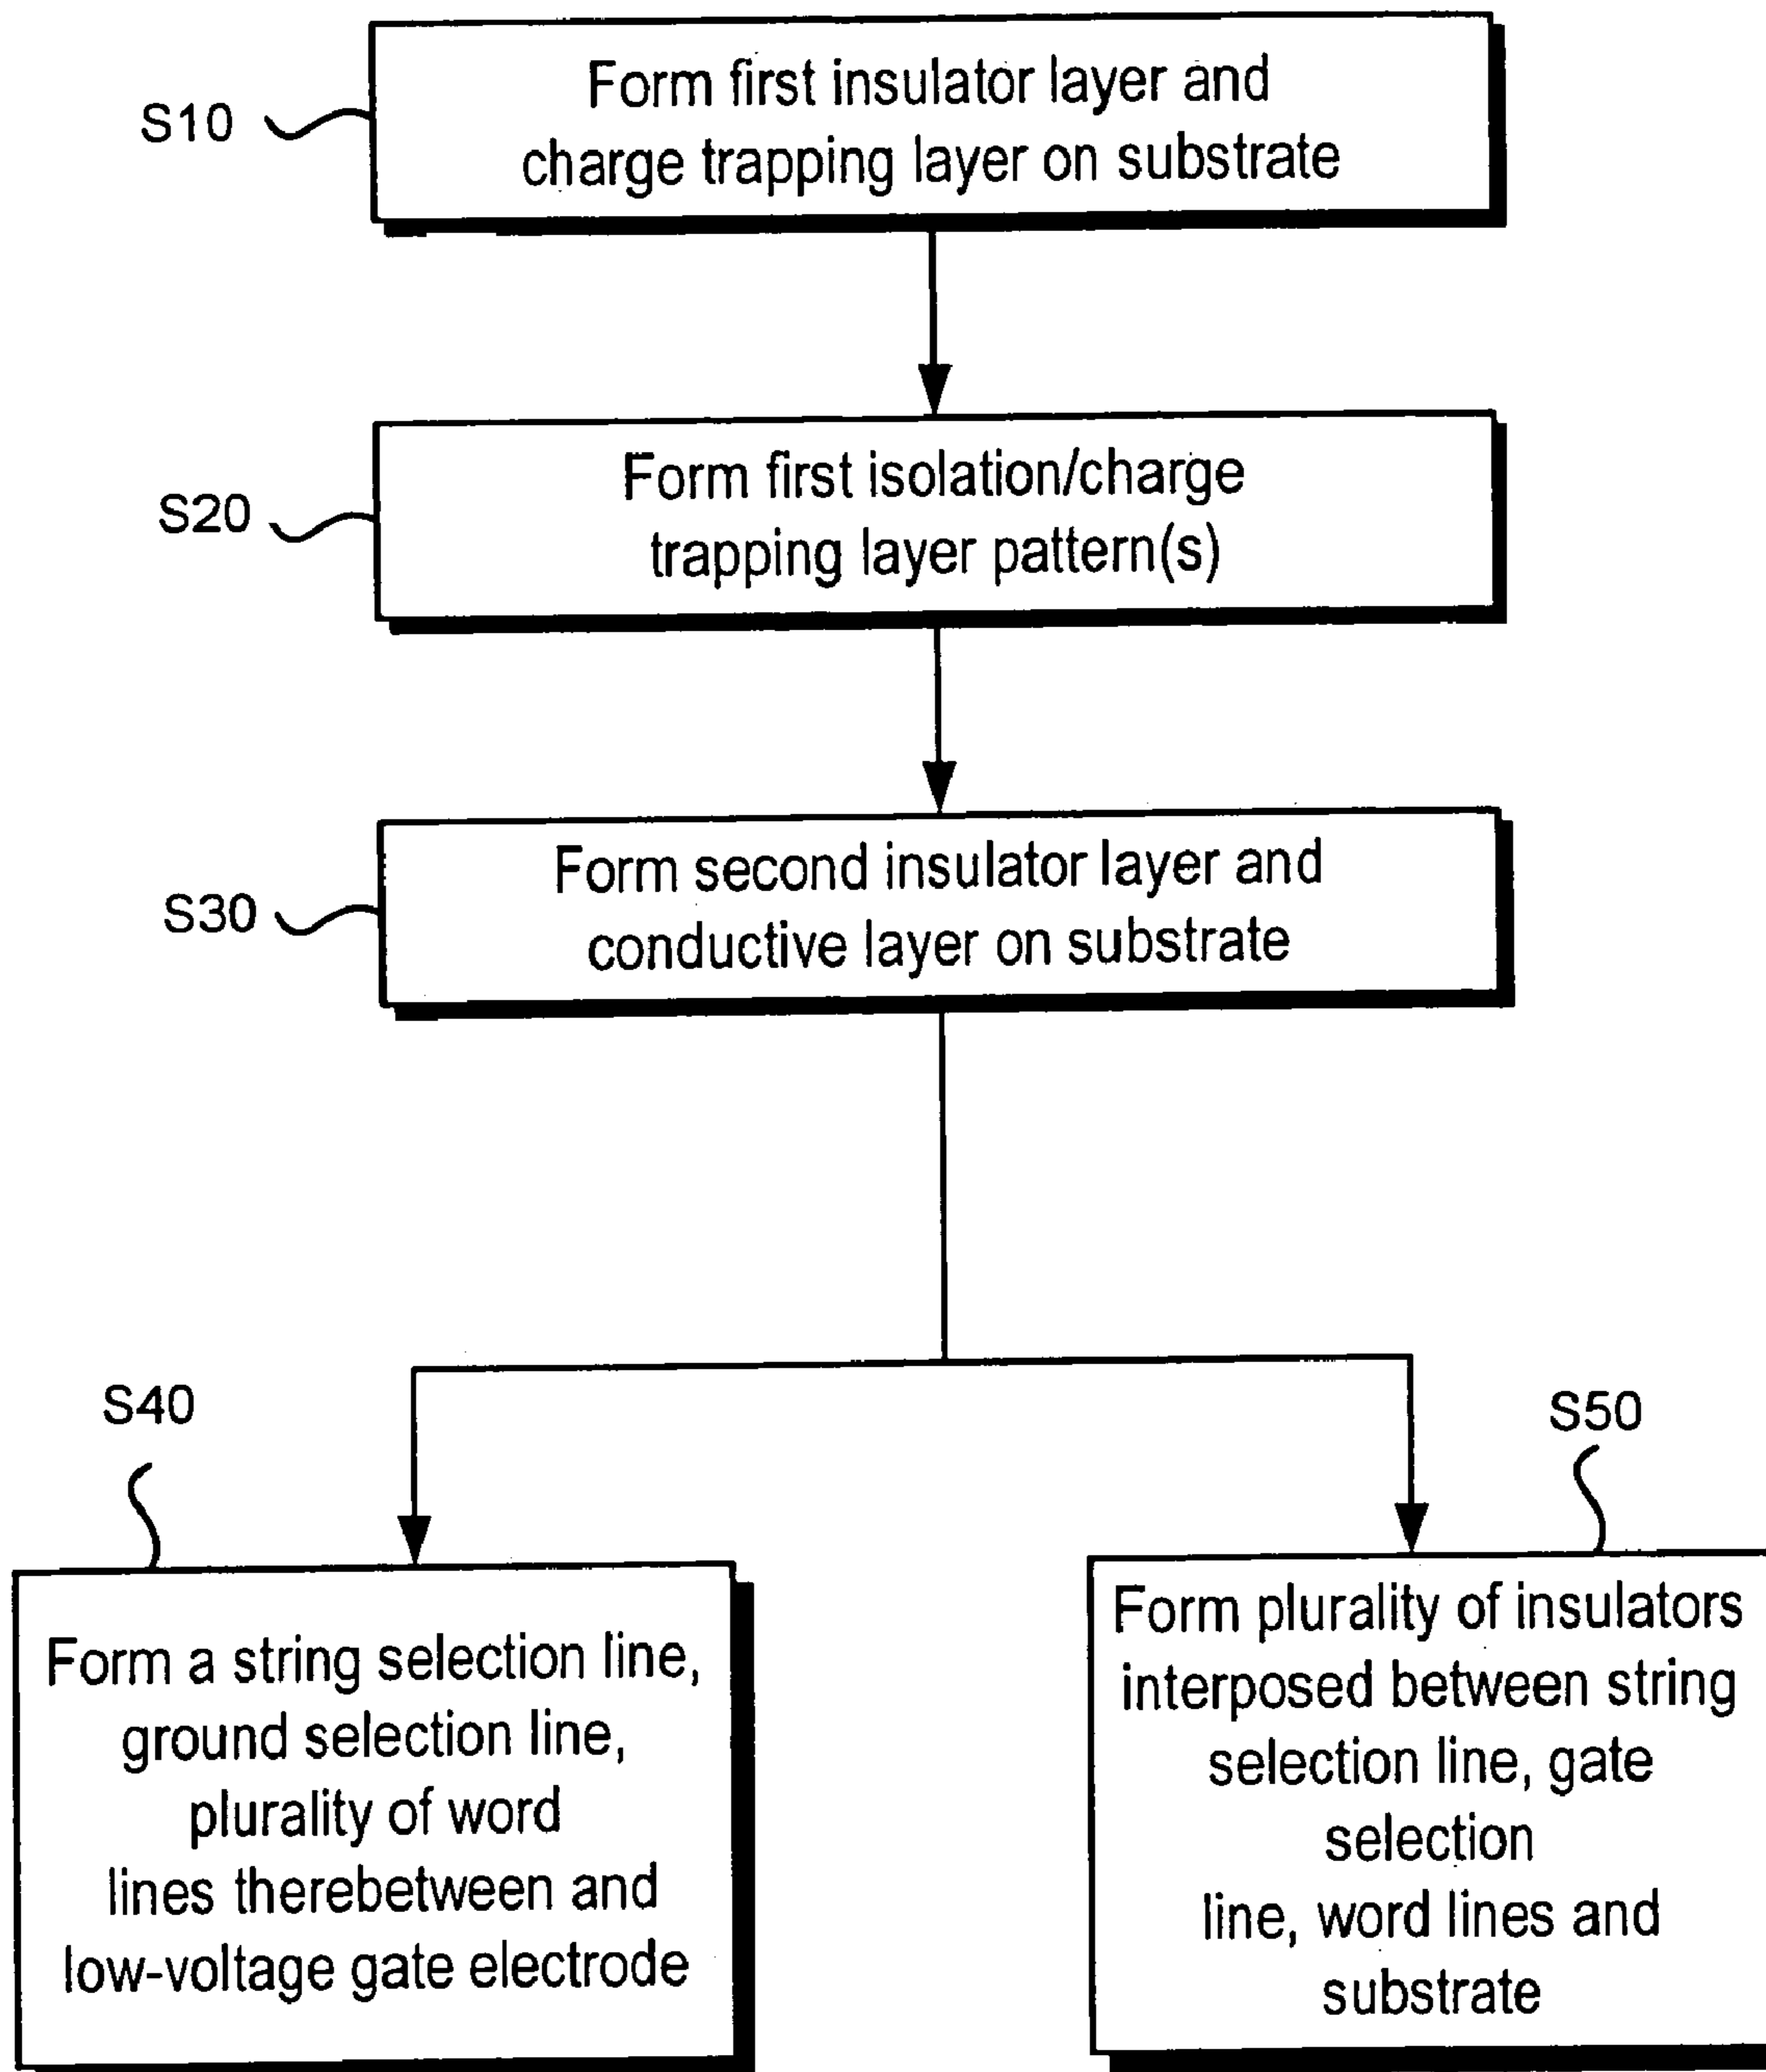 S10
Form first insulator layer and
charge trapping layer on substrate
S20
Form first isolation/charge
trapping layer pattern(s)
S30
Form second insulator layer and
conductive layer on substrate
S40
Form a string selection line,
ground selection line,
plurality of word
lines therebetween and
low-voltage gate electrode
S50
Form plurality of insulators
interposed between string
selection line, gate
selection
line, word lines and
substrate